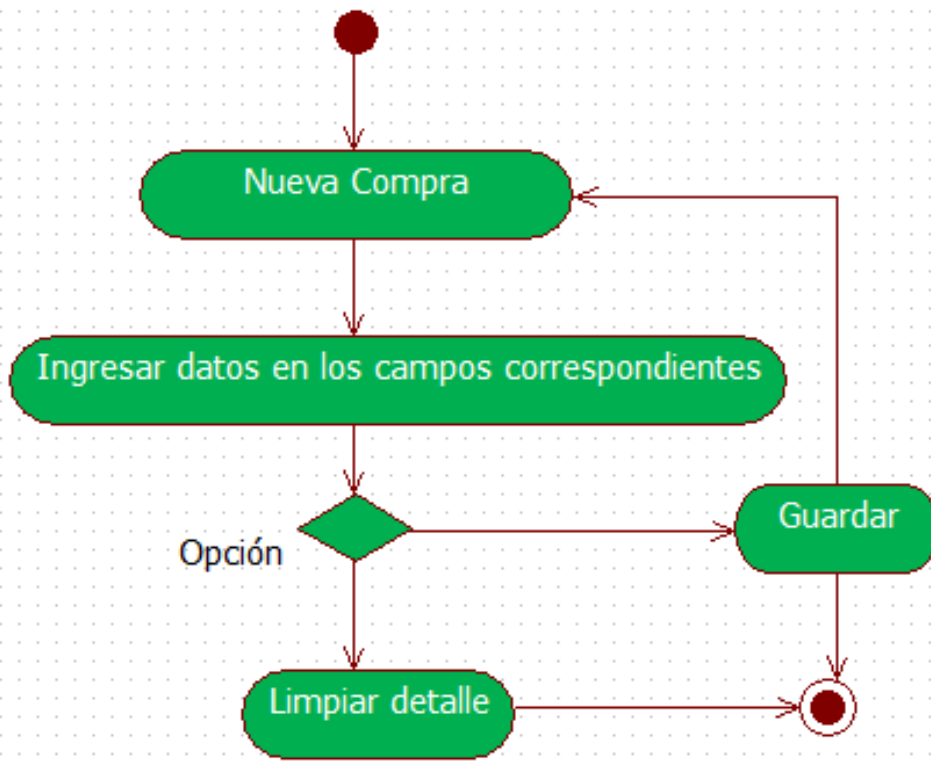 Nueva Compra
Ingresar datos en los campos correspondientes
Opción
Guardar
Limpiar detalle